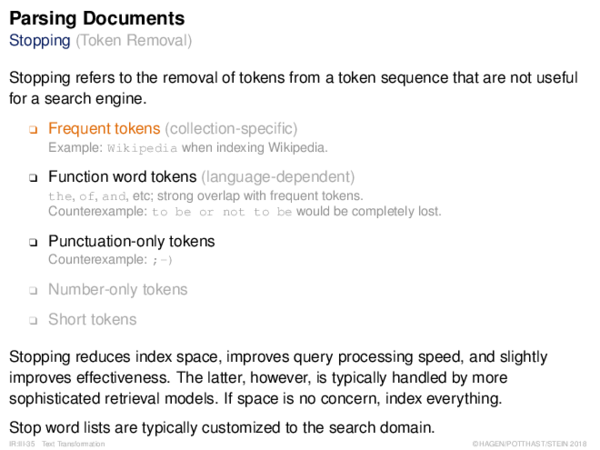 Parsing Documents
Stopping (Token Removal)
Stopping refers to the removal of tokens from a token sequence that are not useful
for a search engine.
❑ Frequent tokens (collection-specific)
Example: Wikipedia when indexing Wikipedia.
❑ Function word tokens (language-dependent)
the, of, and, etc; strong overlap with frequent tokens.
Counterexample: to be or not to be would be completely lost.
❑ Punctuation-only tokens
Counterexample: ;-)
❑ Number-only tokens
❑ Short tokens
Stopping reduces index space, improves query processing speed, and slightly
improves effectiveness. The latter, however, is typically handled by more
sophisticated retrieval models. If space is no concern, index everything.
Stop word lists are typically customized to the search domain.
IR:III-35 Text Transformation ©HAGEN/POTTHAST/STEIN 2018